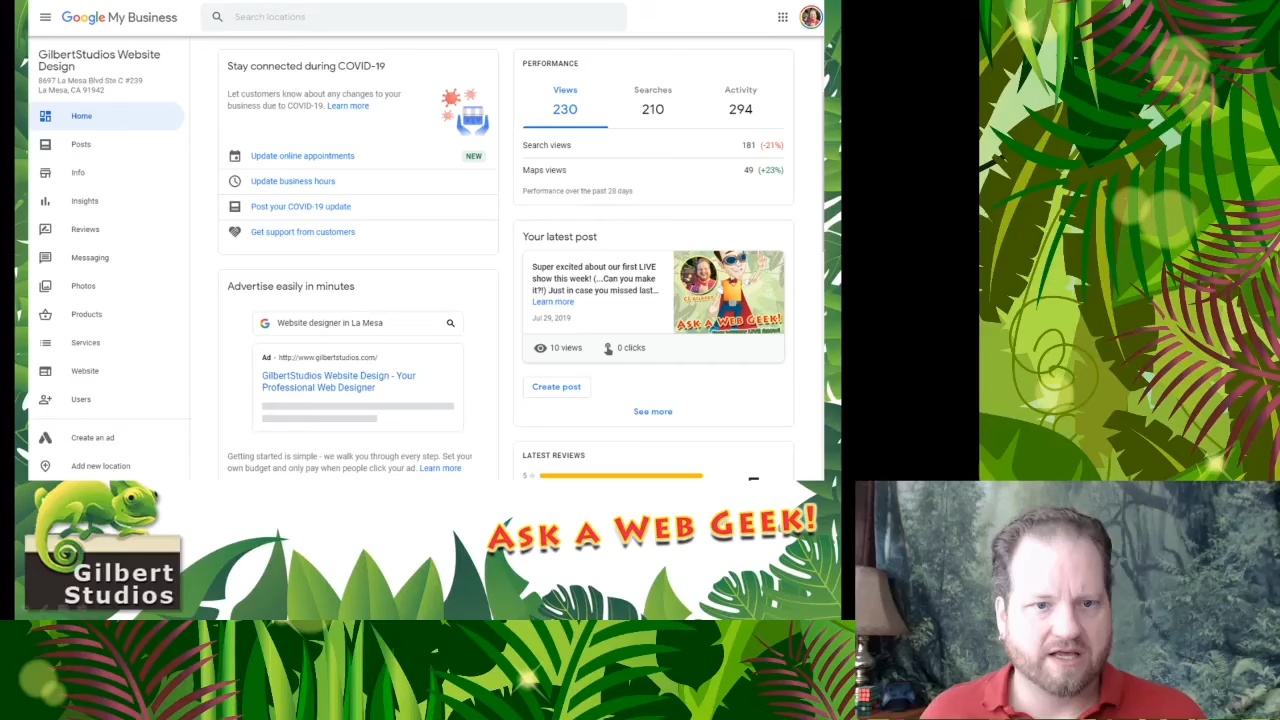 Google My Business
Search locations
GilbertStudios Website
Design
8697 La Mesa Blvd Ste C #239
La Mesa, CA 91942
Home
Posts
Info
Insights
Reviews
Messaging
Photos
Products
Services
Website
Users
Create an ad
Add new location
Stay connected during COVID-19
Let customers know about any changes to your
business due to COVID-19. Learn more
Update online appointments
NEW
Update business hours
Post your COVID-19 update
Get support from customers
Advertise easily in minutes
Website designer in La Mesa
Ad · http://www.gilbertstudios.com/
GilbertStudios Website Design - Your
Professional Web Designer
Getting started is simple - we walk you through every step. Set your
own budget and only pay when people click your ad. Learn more
PERFORMANCE
Views Searches Activity
230 210 294
Search views 181 (-21%)
Maps views 49 (+23%)
Performance over the past 28 days
Your latest post
Super excited about our first LIVE
show this week! (...Can you make
it?!) Just in case you missed last...
Learn more
Jul 29, 2019
ASK A WEB GEEK!
10 views 0 clicks
Create post
See more
LATEST REVIEWS
5
Gilbert
Studios
ASK A WEB GEEK!